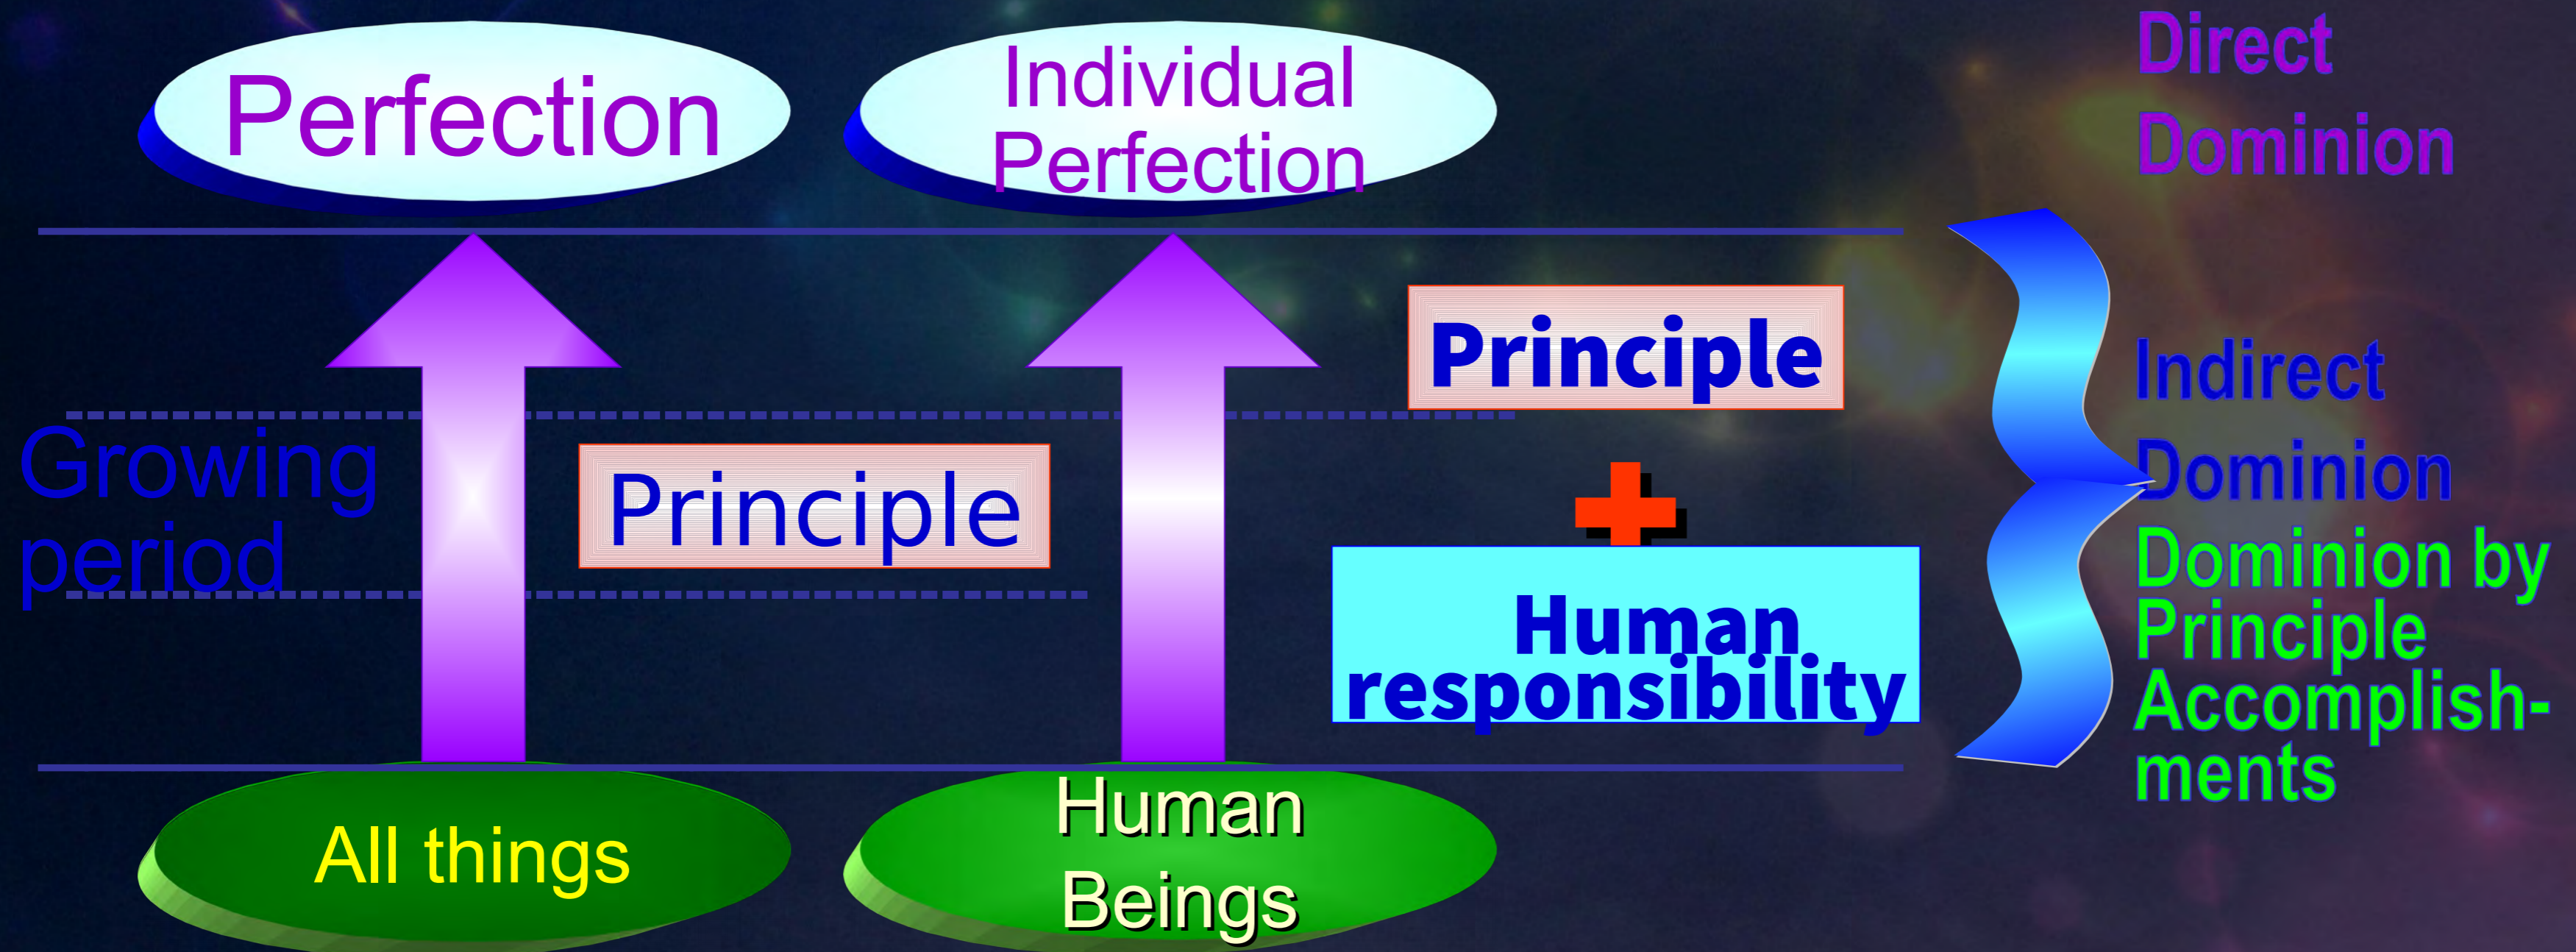 Perfection
Individual
Perfection
Direct
Dominion
Growing
period
Principle
Principle
Human
responsibility
Indirect
Dominion
Dominion by
Principle
Accomplish-
ments
All things
Human
Beings